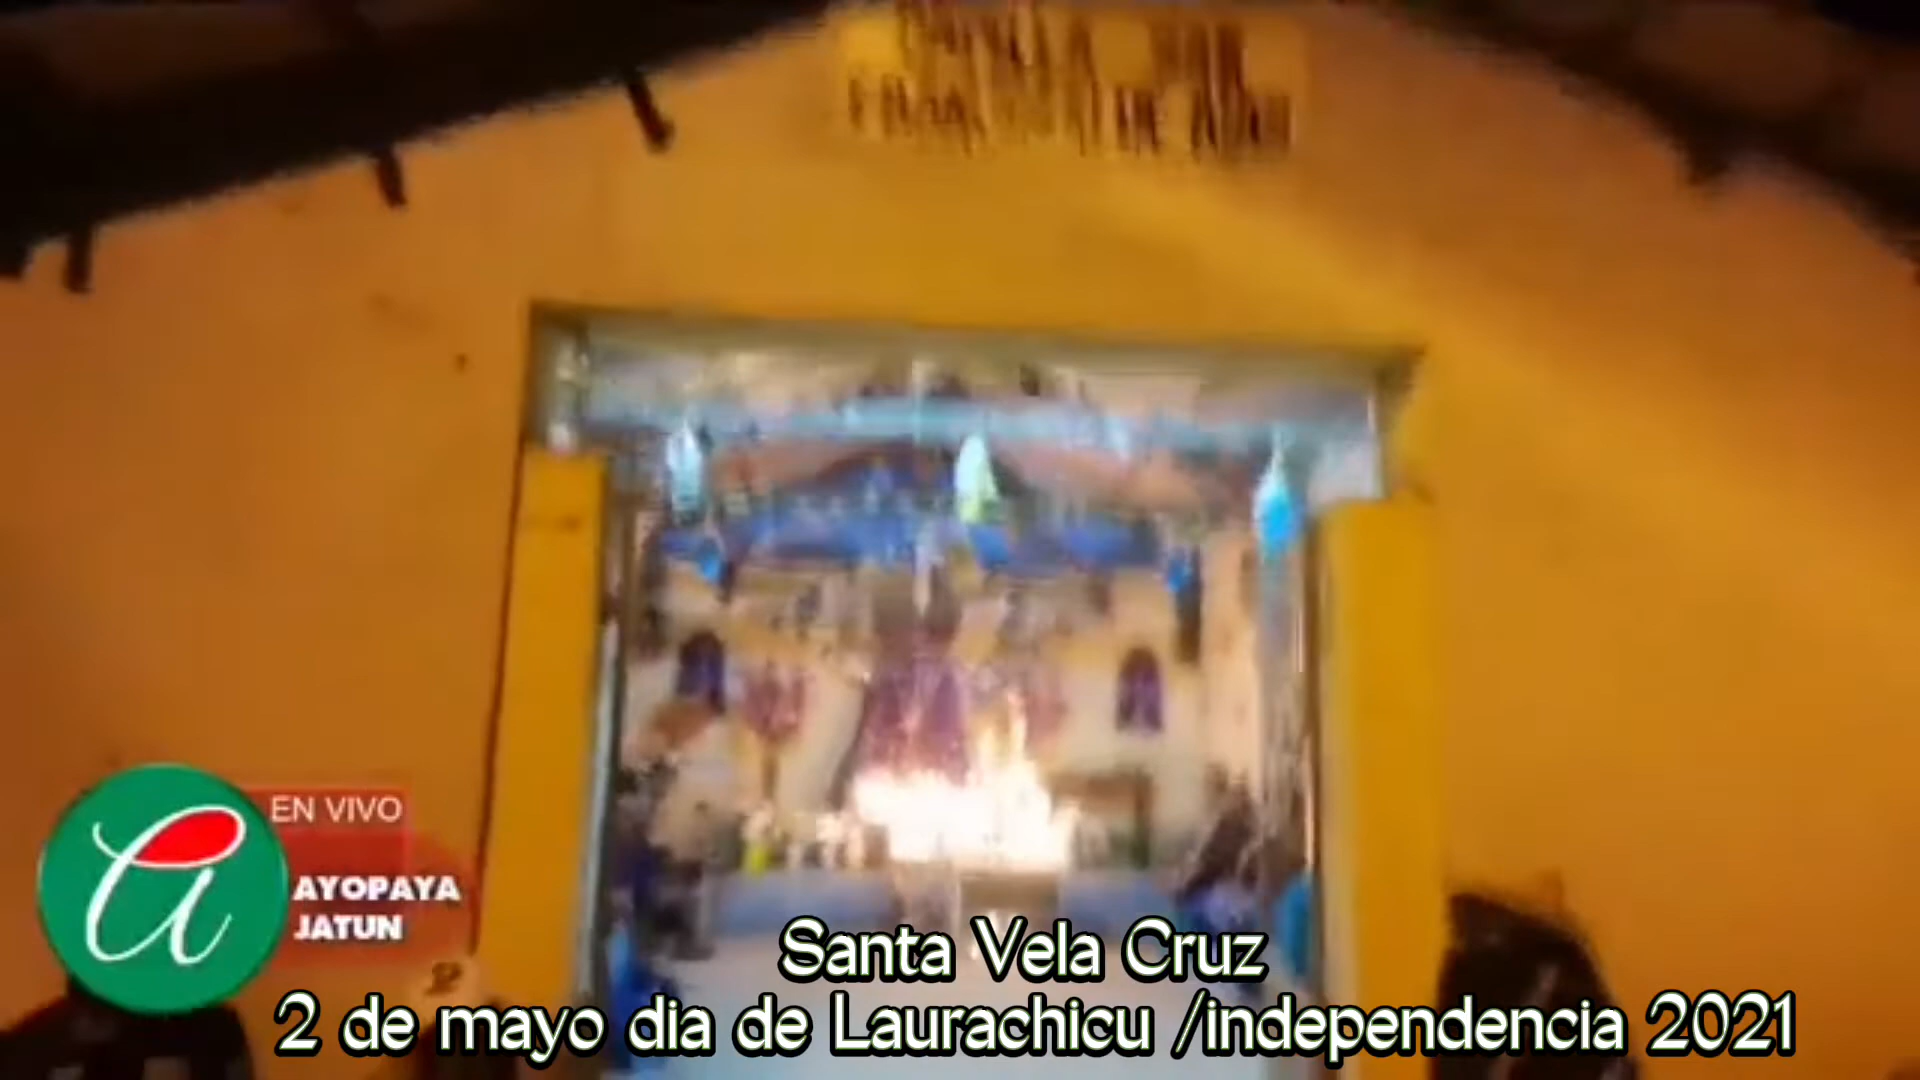 EN VIVO
AYOPAYA
JATUN
Santa Vela Cruz
2 de mayo dia de Laurachicu /independencia 2021